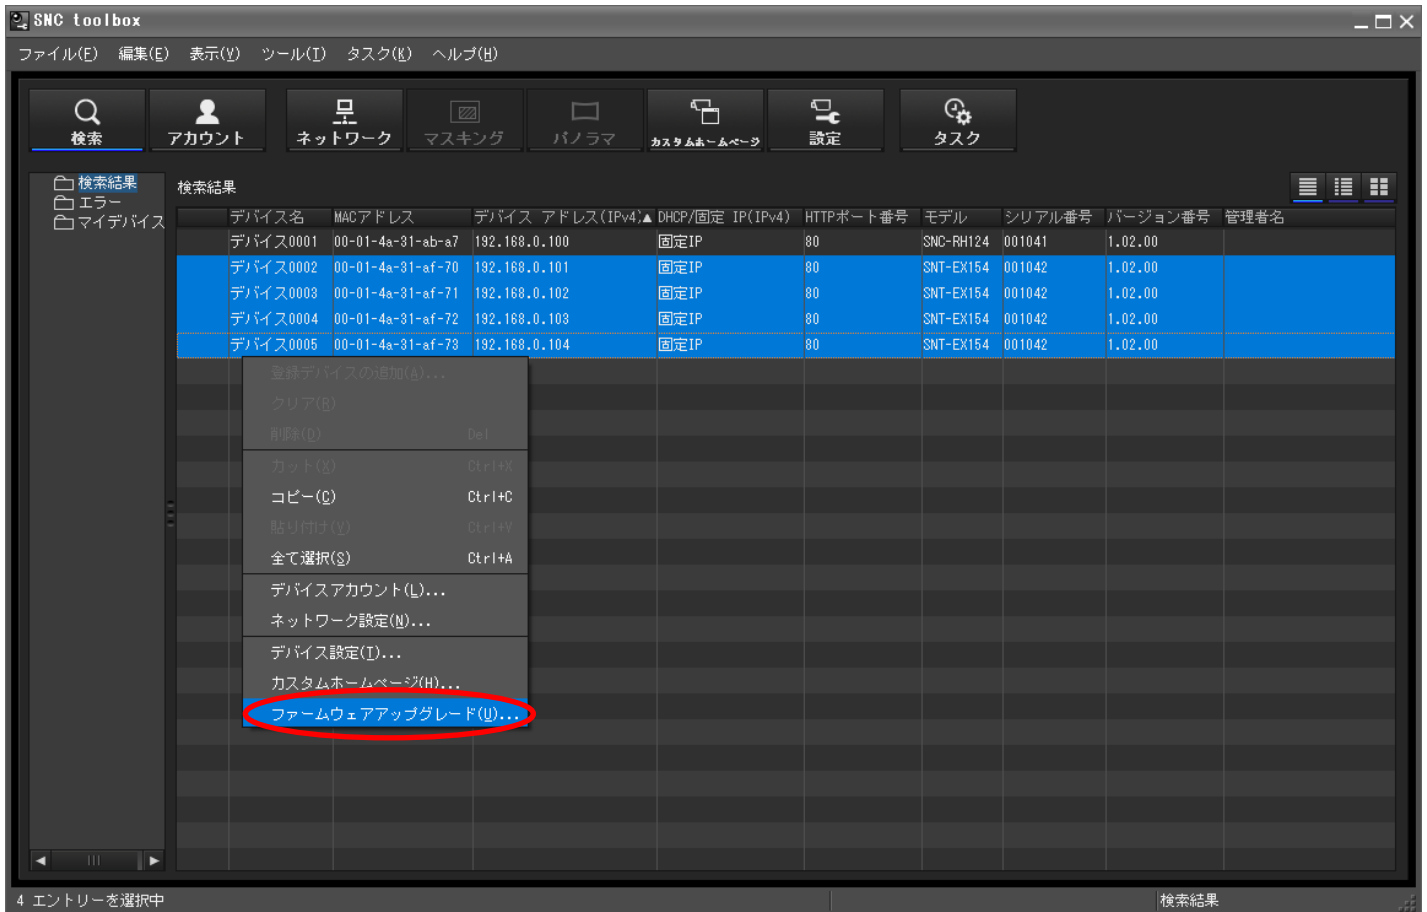 SNC toolbox
ファイル(F) 編集(E) 表示(V) ツール(T) タスク(K) ヘルプ(H)
検索 アカウント ネットワーク マスキング パノラマ カスタムホームページ 設定 タスク
検索結果
エラー
マイデバイス
検索結果
デバイス名 MACアドレス デバイス アドレス(IPv4)▲ DHCP/固定 IP(IPv4) HTTPポート番号 モデル シリアル番号 バージョン番号 管理者名
デバイス0001 00-01-4a-31-ab-a7 192.168.0.100 固定IP 80 SNC-RH124 001041 1.02.00
デバイス0002 00-01-4a-31-af-70 192.168.0.101 固定IP 80 SNT-EX154 001042 1.02.00
デバイス0003 00-01-4a-31-af-71 192.168.0.102 固定IP 80 SNT-EX154 001042 1.02.00
デバイス0004 00-01-4a-31-af-72 192.168.0.103 固定IP 80 SNT-EX154 001042 1.02.00
デバイス0005 00-01-4a-31-af-73 192.168.0.104 固定IP 80 SNT-EX154 001042 1.02.00
登録デバイスの追加(A)...
クリア(R)
削除(D) Del
カット(X) Ctrl+X
コピー(C) Ctrl+C
貼り付け(V) Ctrl+V
全て選択(S) Ctrl+A
デバイスアカウント(L)...
ネットワーク設定(N)...
デバイス設定(I)...
カスタムホームページ(H)...
ファームウェアアップグレード(U)...
4 エントリーを選択中 検索結果